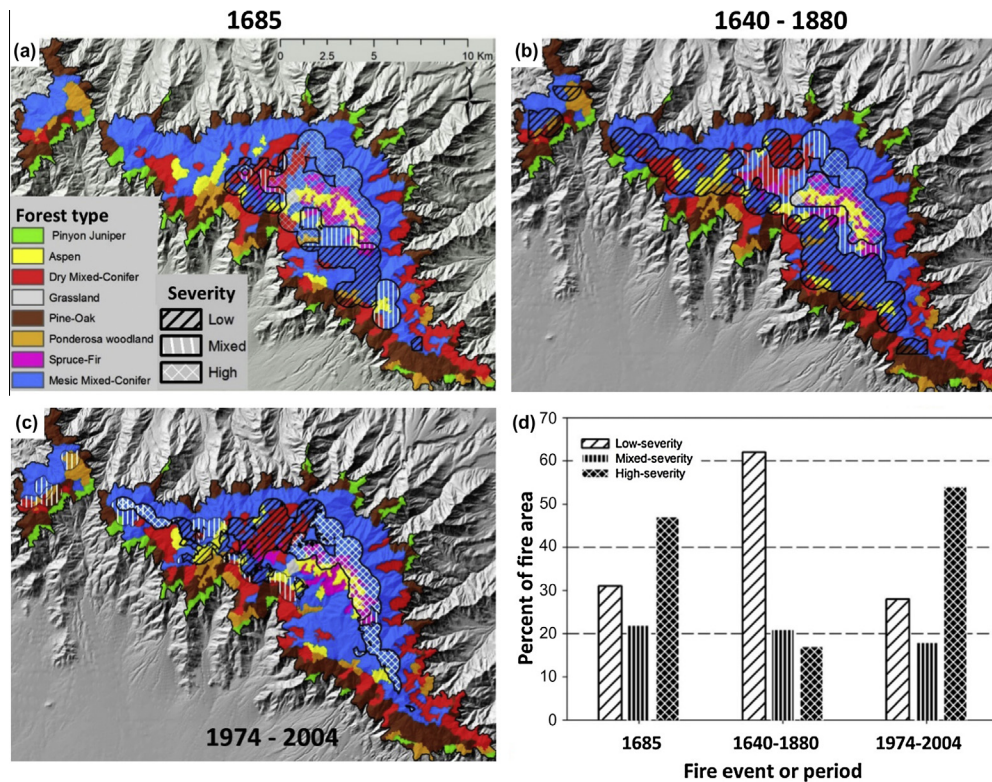 1685
1640 - 1880
(a)
0 1.25 2.5 5 10 Km
(b)
Forest type
Pinyon Juniper
Aspen
Dry Mixed-Conifer
Grassland
Pine-Oak
Ponderosa woodland
Spruce-Fir
Mesic Mixed-Conifer
Severity
Low
Mixed
High
(c)
1974 - 2004
(d)
70
60
50
40
30
20
10
0
Percent of fire area
Low-severity
Mixed-severity
High-severity
1685 1640-1880 1974-2004
Fire event or period